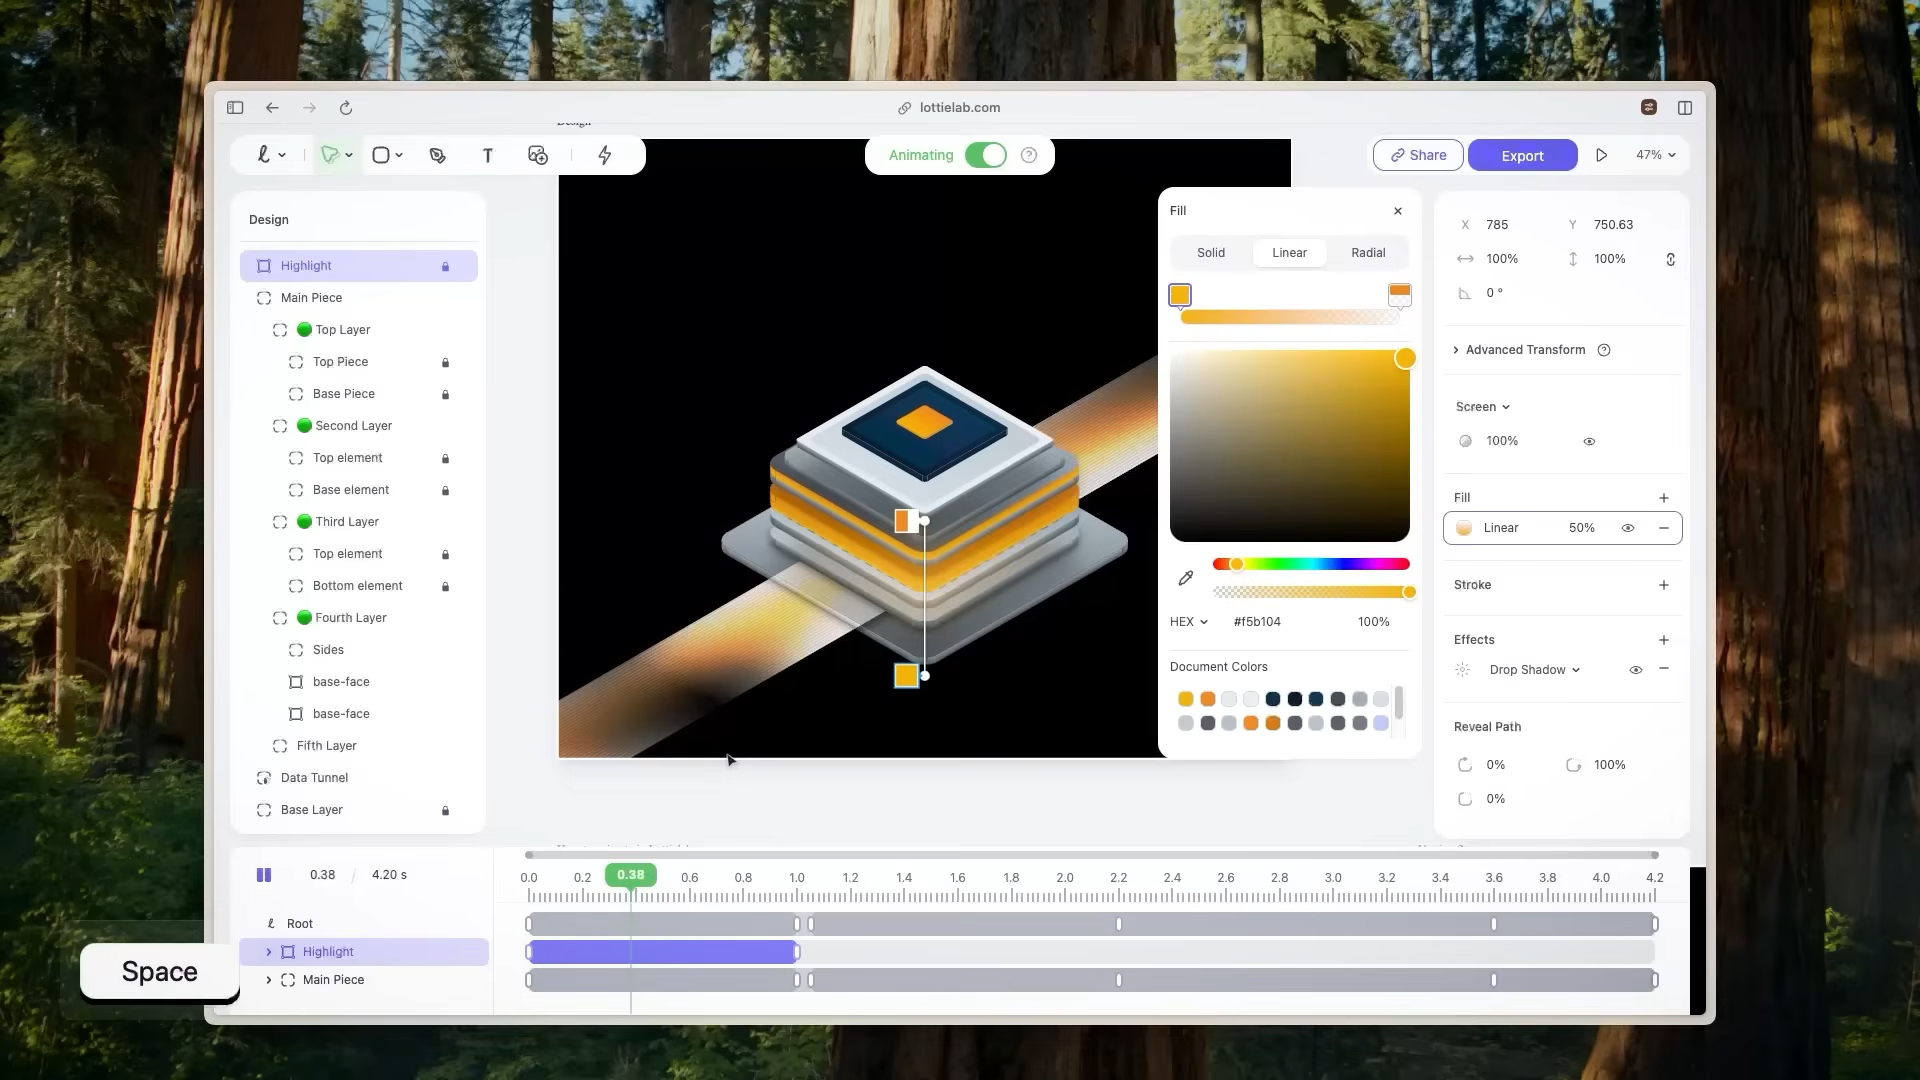 lottielab.com
Design
T
Animating
Share
Export
47%
Design
Highlight
Main Piece
Top Layer
Top Piece
Base Piece
Second Layer
Top element
Base element
Third Layer
Top element
Bottom element
Fourth Layer
Sides
base-face
base-face
Fifth Layer
Data Tunnel
Base Layer
Fill
Solid
Linear
Radial
HEX
#f5b104
100%
Document Colors
X 785
Y 750.63
100%
100%
0 °
Advanced Transform
Screen
100%
Fill
Linear 50%
Stroke
Effects
Drop Shadow
Reveal Path
0%
100%
0%
0.38 / 4.20 s
0.0 0.2 0.38 0.6 0.8 1.0 1.2 1.4 1.6 1.8 2.0 2.2 2.4 2.6 2.8 3.0 3.2 3.4 3.6 3.8 4.0 4.2
Root
Highlight
Main Piece
Space